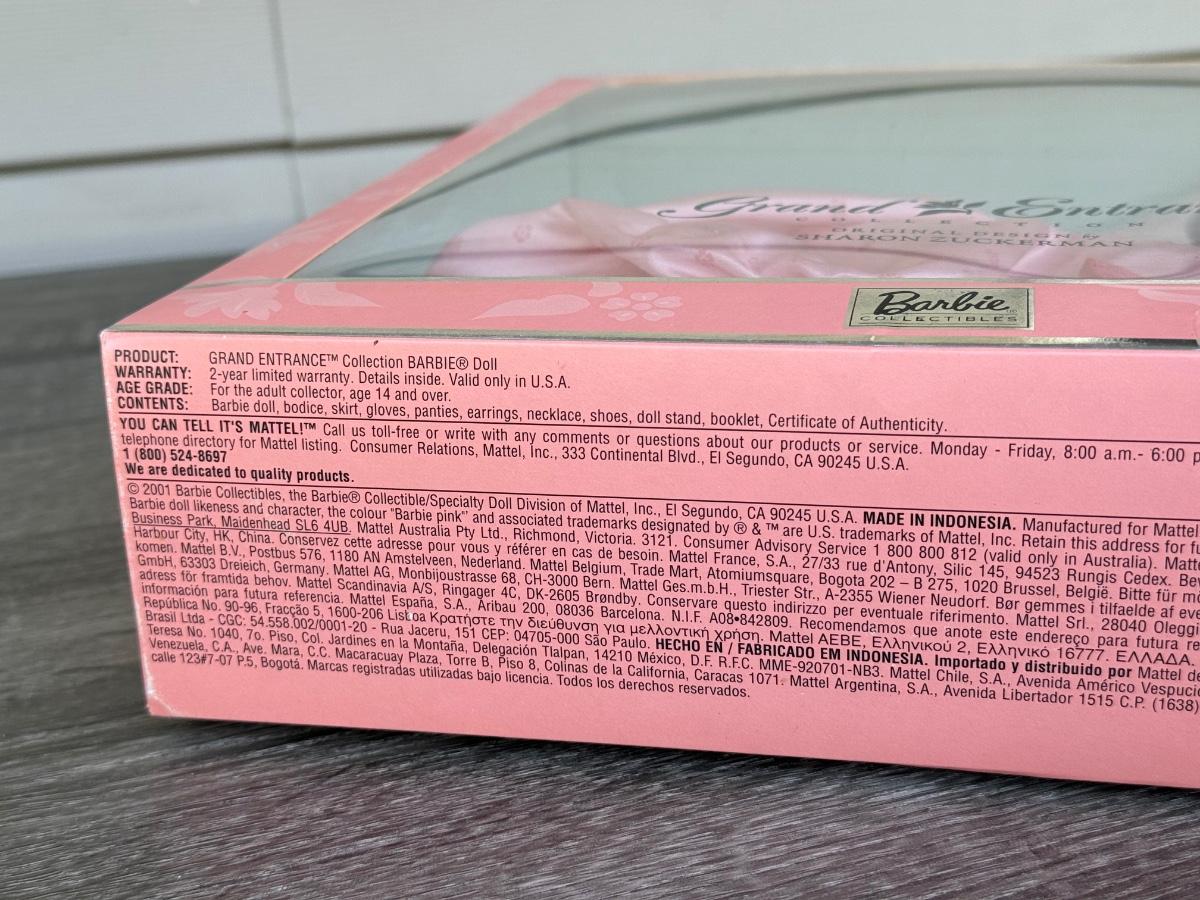 Grand Entra
COLLECTION
ORIGINAL DESIGN by
SHARON ZUCKERMAN
Barbie®
COLLECTIBLES
PRODUCT: GRAND ENTRANCE™ Collection BARBIE® Doll
WARRANTY: 2-year limited warranty. Details inside. Valid only in U.S.A.
AGE GRADE: For the adult collector, age 14 and over.
CONTENTS: Barbie doll, bodice, skirt, gloves, panties, earrings, necklace, shoes, doll stand, booklet, Certificate of Authenticity.
YOU CAN TELL IT'S MATTEL!™ Call us toll-free or write with any comments or questions about our products or service. Monday - Friday, 8:00 a.m.- 6:00 p
telephone directory for Mattel listing. Consumer Relations, Mattel, Inc., 333 Continental Blvd., El Segundo, CA 90245 U.S.A.
1 (800) 524-8697
We are dedicated to quality products.
© 2001 Barbie Collectibles, the Barbie® Collectible/Specialty Doll Division of Mattel, Inc., El Segundo, CA 90245 U.S.A. MADE IN INDONESIA. Manufactured for Mattel
Barbie doll likeness and character, the colour "Barbie pink" and associated trademarks designated by ® & ™ are U.S. trademarks of Mattel, Inc. Retain this address for fu
Business Park, Maidenhead SL6 4UB. Mattel Australia Pty Ltd., Richmond, Victoria. 3121. Consumer Advisory Service 1 800 800 812 (valid only in Australia). Matte
Harbour City, HK, China. Conservez cette adresse pour vous y référer en cas de besoin. Mattel France, S.A., 27/33 rue d'Antony, Silic 145, 94523 Rungis Cedex. Be
komen. Mattel B.V., Postbus 576, 1180 AN Amstelveen, Nederland. Mattel Belgium, Trade Mart, Atomiumsquare, Bogota 202 – B 275, 1020 Brussel, België. Bitte für m
GmbH, 63303 Dreieich, Germany. Mattel AG, Monbijoustrasse 68, CH-3000 Bern. Mattel Ges.m.b.H., Triester Str., A-2355 Wiener Neudorf. Bør gemmes i tilfælde af ev
adress för framtida behov. Mattel Scandinavia A/S, Ringager 4C, DK-2605 Brøndby. Conservare questo indirizzo per eventuale riferimento. Mattel Srl., 28040 Oleggi
información para futura referencia. Mattel España, S.A., Aribau 200, 08036 Barcelona. N.I.F. A08•842809. Recomendamos que anote este endereço para futura re
República No. 90-96, Fracção 5, 1600-206 Lisboa Κρατήστε την διεύθυνση για μελλοντική χρήση. Mattel AEBE, Ελληνικού 2, Ελληνικό 16777. ΕΛΛΑΔΑ.
Brasil Ltda - CGC: 54.558.002/0001-20 - Rua Jaceru, 151 CEP: 04705-000 São Paulo. HECHO EN / FABRICADO EM INDONESIA. Importado y distribuido por Mattel de
Teresa No. 1040, 7o. Piso, Col. Jardines en la Montaña, Delegación Tlalpan, 14210 México, D.F. R.F.C. MME-920701-NB3. Mattel Chile, S.A., Avenida Américo Vespucio
Venezuela, C.A., Ave. Mara, C.C. Macaracuay Plaza, Torre B, Piso 8, Colinas de la California, Caracas 1071. Mattel Argentina, S.A., Avenida Libertador 1515 C.P. (1638)
calle 123#7-07 P.5, Bogotá. Marcas registradas utilizadas bajo licencia. Todos los derechos reservados.